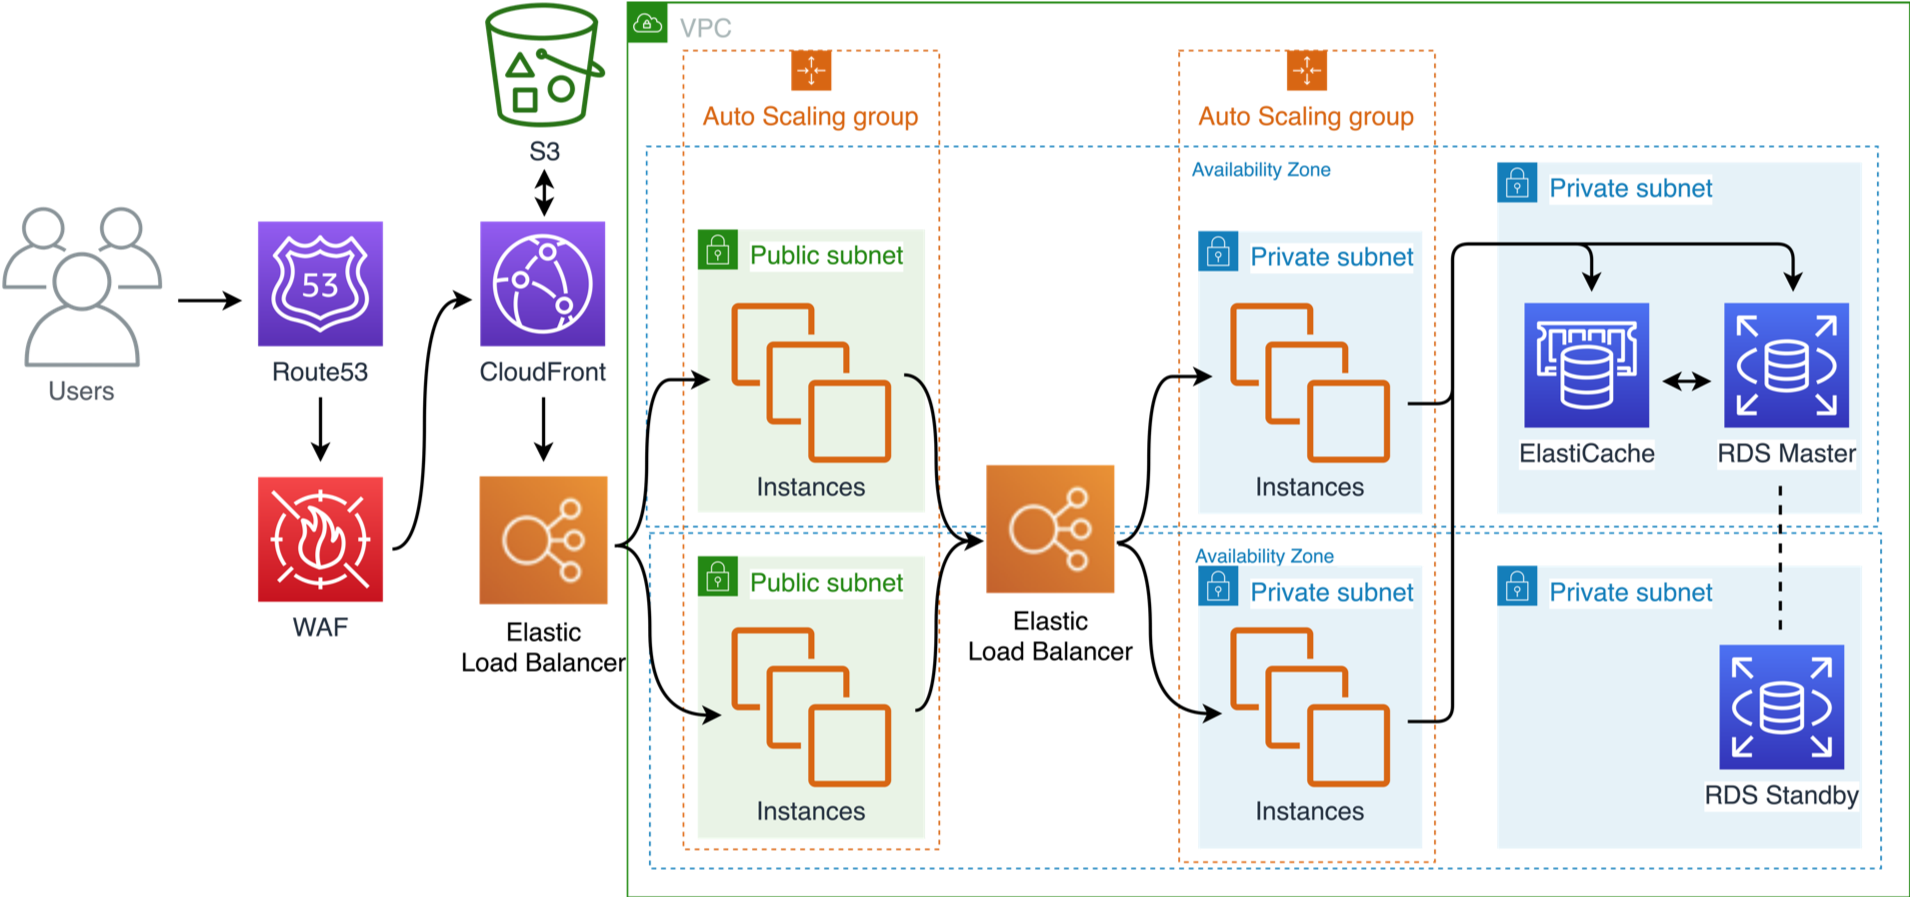 VPC
Auto Scaling group
Auto Scaling group
S3
Availability Zone
Private subnet
Public subnet
Private subnet
53
Users
Route53
CloudFront
ElastiCache
RDS Master
Instances
Instances
Availability Zone
Public subnet
Private subnet
Private subnet
WAF
Elastic
Load Balancer
Elastic
Load Balancer
RDS Standby
Instances
Instances